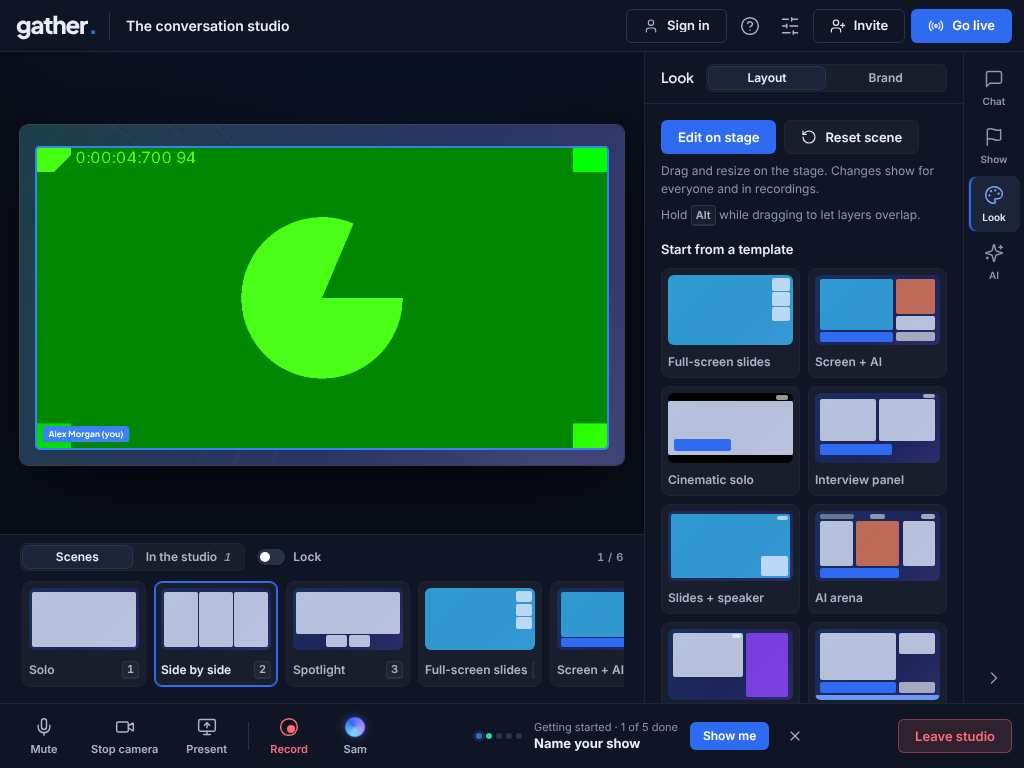 gather.
The conversation studio
Sign in
Invite
Go live
Look
Layout
Brand
Chat
Show
Look
AI
Edit on stage
Reset scene
Drag and resize on the stage. Changes show for
everyone and in recordings.
Hold Alt while dragging to let layers overlap.
Start from a template
Full-screen slides
Screen + AI
Cinematic solo
Interview panel
Slides + speaker
AI arena
0:00:04:700 94
Alex Morgan (you)
Scenes
In the studio 1
Lock
1 / 6
Solo 1
Side by side 2
Spotlight 3
Full-screen slides
Screen + AI
Mute
Stop camera
Present
Record
Sam
Getting started · 1 of 5 done
Name your show
Show me
Leave studio